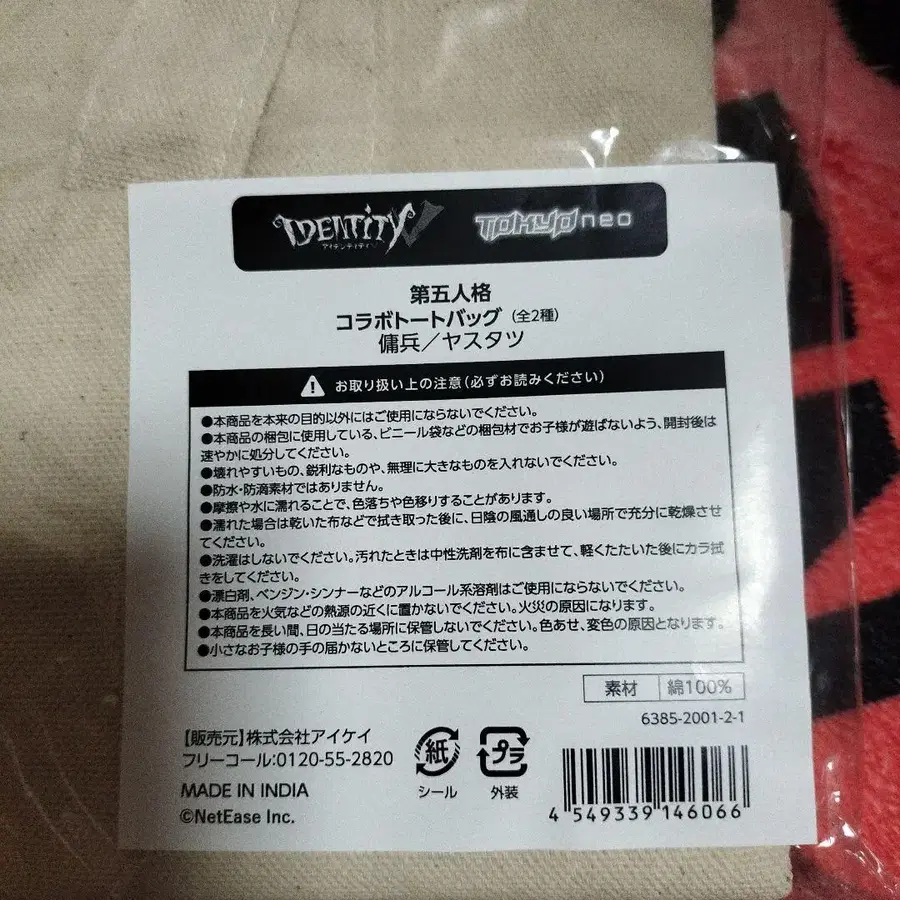 IDENTITY V
アイデンティティV
TOKYO neo
第五人格
コラボトートバッグ (全2種)
傭兵／ヤスタツ
お取り扱い上の注意(必ずお読みください)
●本商品を本来の目的以外にはご使用にならないでください。
●本商品の梱包に使用している、ビニール袋などの梱包材でお子様が遊ばないよう、開封後は
速やかに処分してください。
●壊れやすいもの、鋭利なものや、無理に大きなものを入れないでください。
●防水・防滴素材ではありません。
●摩擦や水に濡れることで、色落ちや色移りすることがあります。
●濡れた場合は乾いた布などで拭き取った後に、日陰の風通しの良い場所で充分に乾燥させ
てください。
●洗濯はしないでください。汚れたときは中性洗剤を布に含ませて、軽くたたいた後にカラ拭
きをしてください。
●漂白剤、ベンジン・シンナーなどのアルコール系溶剤はご使用にならないでください。
●本商品を火気などの熱源の近くに置かないでください。火災の原因になります。
●本商品を長い間、日の当たる場所に保管しないでください。色あせ、変色の原因となります。
●小さなお子様の手の届かないところに保管してください。
素材 綿100%
6385-2001-2-1
【販売元】株式会社アイケイ
フリーコール:0120-55-2820
MADE IN INDIA
©NetEase Inc.
紙
シール
プラ
外装
4 549339 146066